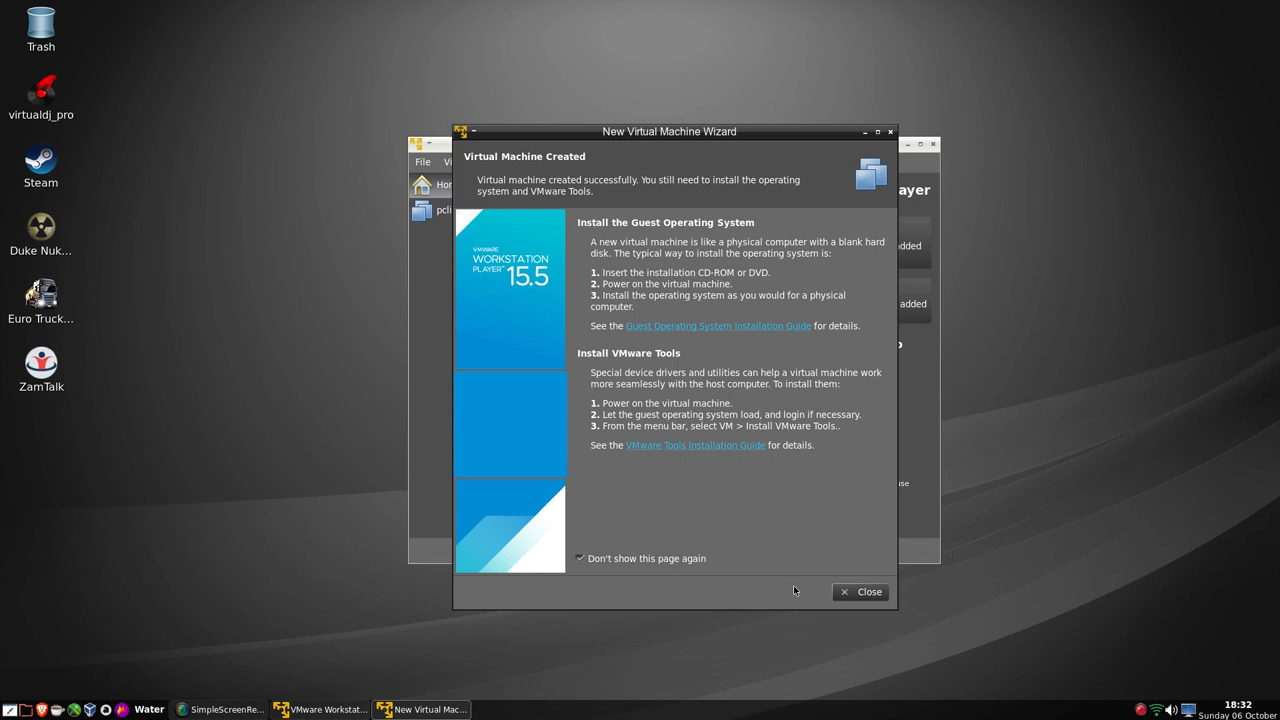 Trash
virtualdj_pro
Steam
Duke Nuk...
Euro Truck...
ZamTalk
File
New Virtual Machine Wizard
Virtual Machine Created
Virtual machine created successfully. You still need to install the operating
system and VMware Tools.
VMWARE
WORKSTATION
PLAYER™ 15.5
Install the Guest Operating System
A new virtual machine is like a physical computer with a blank hard
disk. The typical way to install the operating system is:
1. Insert the installation CD-ROM or DVD.
2. Power on the virtual machine.
3. Install the operating system as you would for a physical
computer.
See the Guest Operating System Installation Guide for details.
Install VMware Tools
Special device drivers and utilities can help a virtual machine work
more seamlessly with the host computer. To install them:
1. Power on the virtual machine.
2. Let the guest operating system load, and login if necessary.
3. From the menu bar, select VM > Install VMware Tools..
See the VMware Tools Installation Guide for details.
Don't show this page again
Close
ayer
added
added
Water
SimpleScreenRe...
VMware Workstat...
New Virtual Mac...
18:32
Sunday 06 October